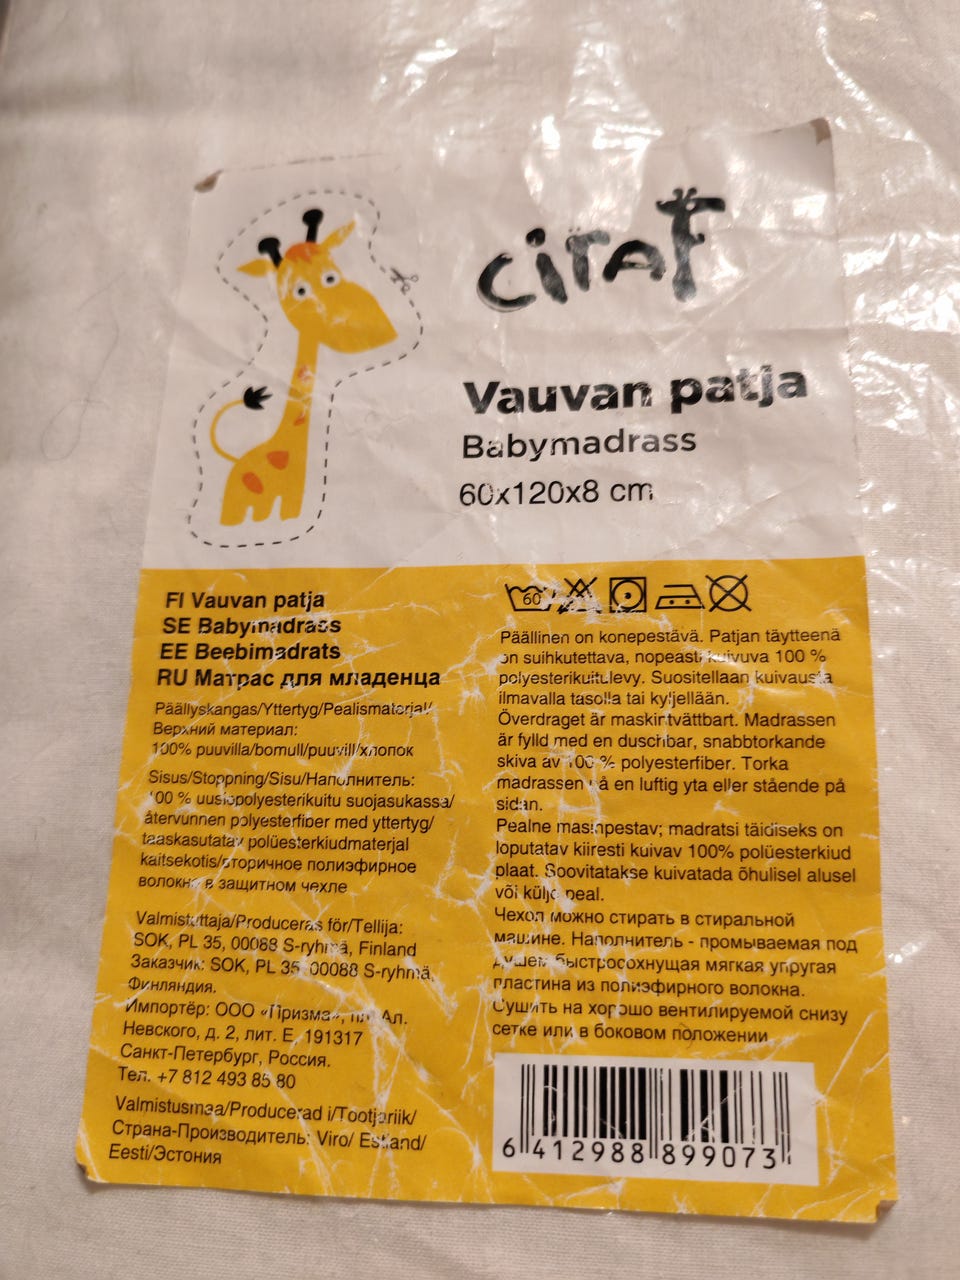 CiraF
Vauvan patja
Babymadrass
60x120x8 cm
FI Vauvan patja
SE Babymadrass
EE Beebimadrats
RU Матрас для младенца
Päällyskangas/Yttertyg/Pealismaterjal/
Верхний материал:
100% puuvilla/bomull/puuvill/хлопок
Sisus/Stoppning/Sisu/Наполнитель:
100 % uusiopolyesterikuitu suojasukassa/
återvunnen polyesterfiber med yttertyg/
taaskasutatav polüesterkiudmaterjal
kaitsekotis/вторичное полиэфирное
волокно в защитном чехле
Valmistuttaja/Produceras för/Tellija:
SOK, PL 35, 00088 S-ryhmä, Finland
Заказчик: SOK, PL 35, 00088 S-ryhmä,
Финляндия.
Импортёр: ООО «Призма», пл. Ал.
Невского, д. 2, лит. Е, 191317
Санкт-Петербург, Россия.
Тел. +7 812 493 85 80
Valmistusmaa/Producerad i/Tootjariik/
Страна-Производитель: Viro/ Estland/
Eesti/Эстония
60
Päällinen on konepestävä. Patjan täytteenä
on suihkutettava, nopeasti kuivuva 100 %
polyesterikuitulevy. Suositellaan kuivausta
ilmavalla tasolla tai kyljellään.
Överdraget är maskintvättbart. Madrassen
är fylld med en duschbar, snabbtorkande
skiva av 100 % polyesterfiber. Torka
madrassen på en luftig yta eller stående på
sidan.
Pealne masinpestav; madratsi täidiseks on
loputatav kiiresti kuivav 100% polüesterkiud
plaat. Soovitatakse kuivatada õhulisel alusel
või külje peal.
Чехол можно стирать в стиральной
машине. Наполнитель - промываемая под
душем быстросохнущая мягкая упругая
пластина из полиэфирного волокна.
Сушить на хорошо вентилируемой снизу
сетке или в боковом положении
6 412988 899073